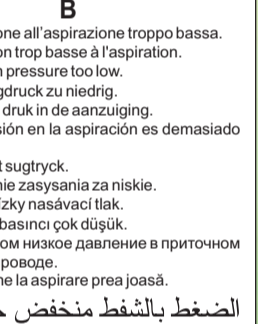 B
one all'aspirazione troppo bassa.
on trop basse à l'aspiration.
pressure too low.
gdruck zu niedrig.
druk in de aanzuiging.
sión en la aspiración es demasiado
t sugtryck.
nie zasysania za niskie.
ízky nasávací tlak.
basıncı çok düşük.
ом низкое давление в приточном
роводе.
ne la aspirare prea joasă.
الضغط بالشفط منخفض